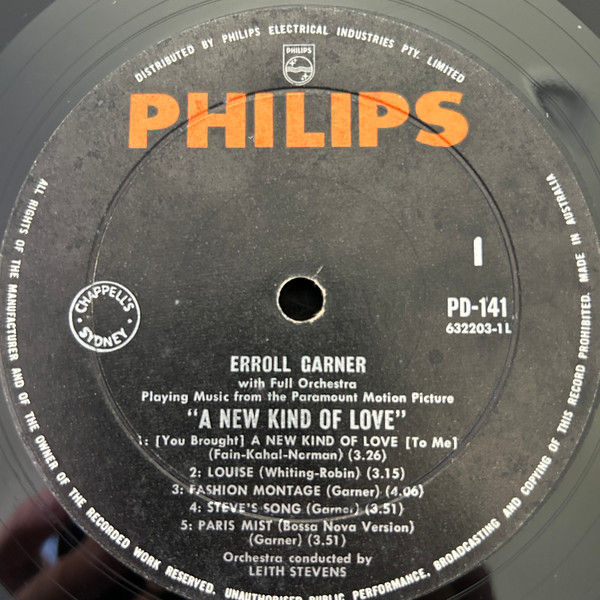 DISTRIBUTED BY PHILIPS ELECTRICAL INDUSTRIES PTY. LIMITED
PHILIPS
PHILIPS
I
CHAPPELL'S
SYDNEY
PD-141
632203-1L
ERROLL GARNER
with Full Orchestra
Playing Music from the Paramount Motion Picture
"A NEW KIND OF LOVE"
1: [You Brought] A NEW KIND OF LOVE [To Me]
(Fain-Kahal-Norman) (3.26)
2: LOUISE (Whiting-Robin) (3.15)
3: FASHION MONTAGE (Garner) (4.06)
4: STEVE'S SONG (Garner) (3.51)
5: PARIS MIST (Bossa Nova Version)
(Garner) (3.51)
Orchestra conducted by
LEITH STEVENS
ALL RIGHTS OF THE MANUFACTURER AND OF THE OWNER OF THE RECORDED WORK RESERVED. UNAUTHORISED PUBLIC PERFORMANCE, BROADCASTING AND COPYING OF THIS RECORD PROHIBITED. MADE IN AUSTRALIA